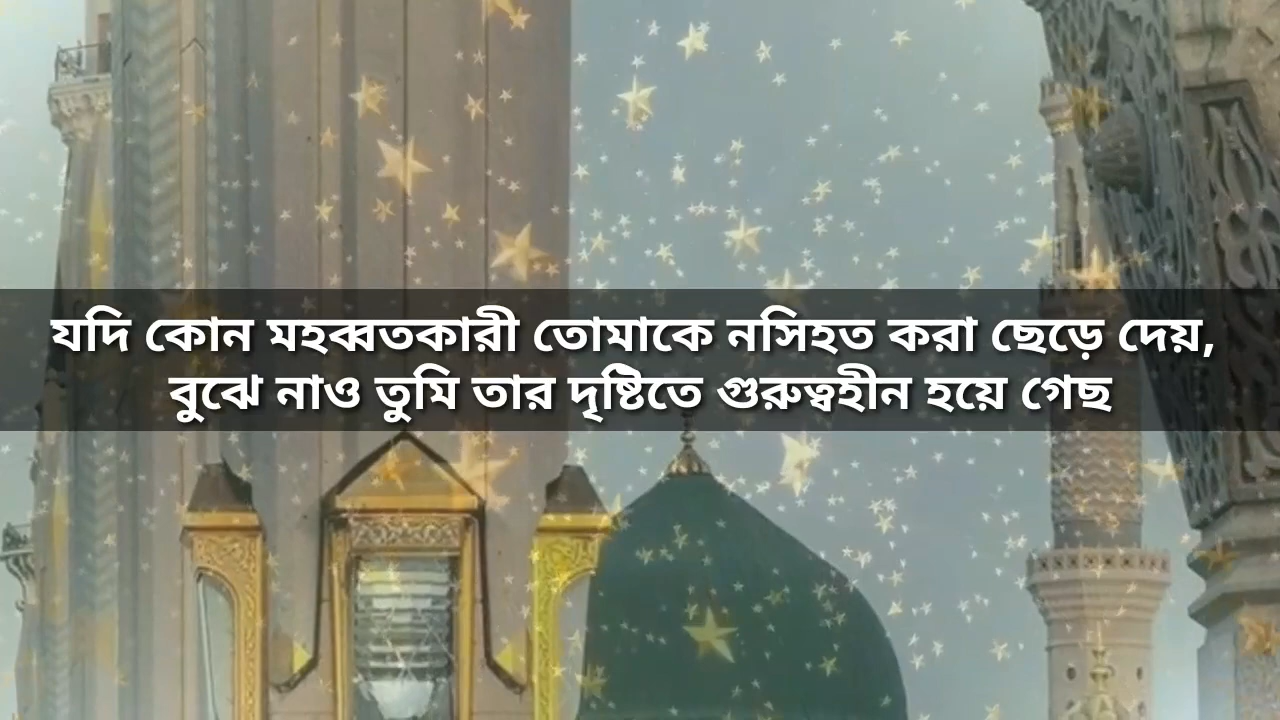 যদি কোন মহব্বতকারী তোমাকে নসিহত করা ছেড়ে দেয়,
বুঝে নাও তুমি তার দৃষ্টিতে গুরুত্বহীন হয়ে গেছ